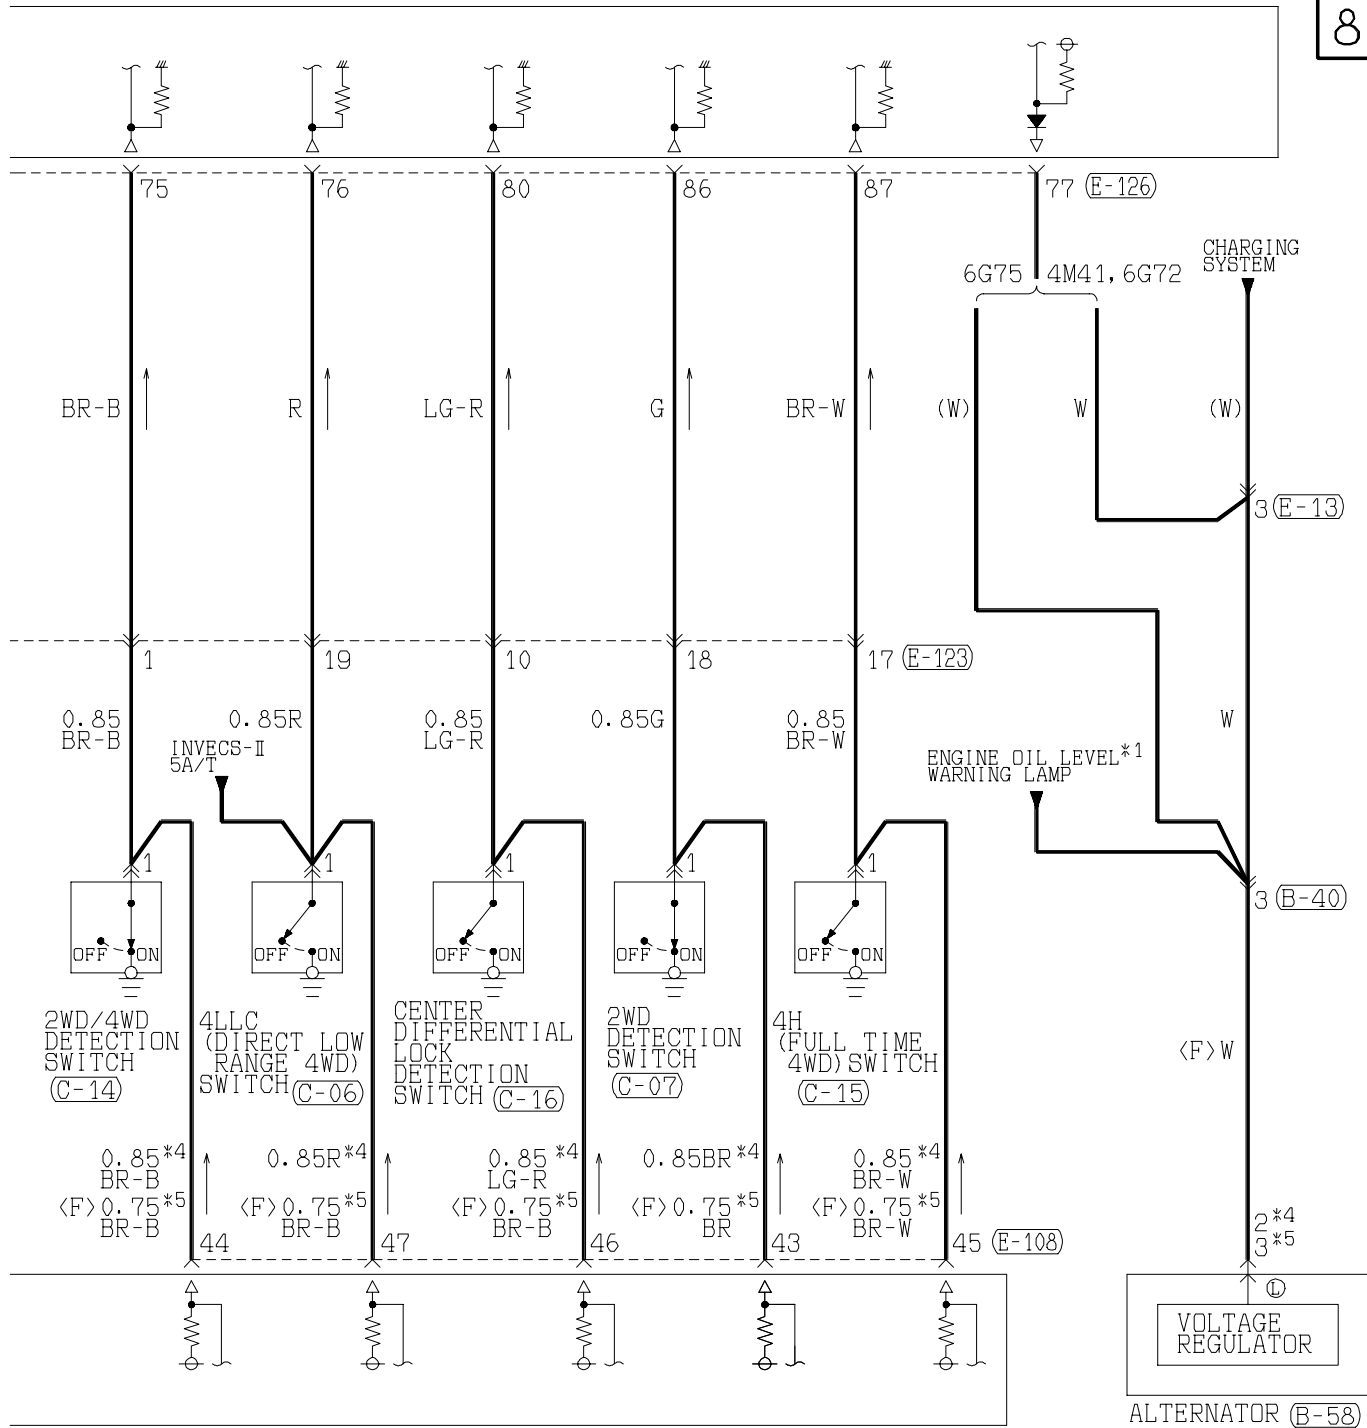 8
75
76
80
86
87
77 (E-126)
CHARGING
SYSTEM
6G75
4M41, 6G72
BR-B
R
LG-R
G
BR-W
(W)
W
(W)
3 (E-13)
1
19
10
18
17 (E-123)
0.85
BR-B
0.85R
0.85
LG-R
0.85G
0.85
BR-W
W
INVECS-Ⅱ
5A/T
ENGINE OIL LEVEL*1
WARNING LAMP
1
1
1
1
1
3 (B-40)
OFF ON
OFF ON
OFF ON
OFF ON
OFF ON
2WD/4WD
DETECTION
SWITCH
(C-14)
4LLC
(DIRECT LOW
RANGE 4WD)
SWITCH (C-06)
CENTER
DIFFERENTIAL
LOCK
DETECTION
SWITCH (C-16)
2WD
DETECTION
SWITCH
(C-07)
4H
(FULL TIME
4WD) SWITCH
(C-15)
<F>W
0.85*4
BR-B
<F>0.75*5
BR-B
0.85R*4
<F>0.75*5
BR-B
0.85*4
LG-R
<F>0.75*5
BR-B
0.85BR*4
<F>0.75*5
BR
0.85*4
BR-W
<F>0.75*5
BR-W
44
47
46
43
45 (E-108)
2*4
3*5
Ⓛ
VOLTAGE
REGULATOR
ALTERNATOR (B-58)